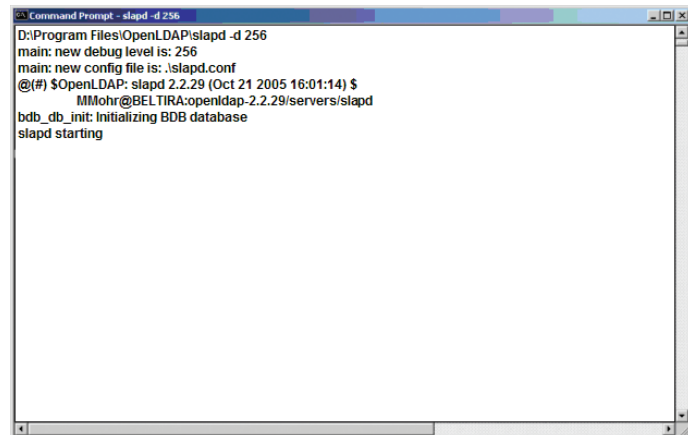 Command Prompt - slapd -d 256
D:\Program Files\OpenLDAP\slapd -d 256
main: new debug level is: 256
main: new config file is: .\slapd.conf
@(#) $OpenLDAP: slapd 2.2.29 (Oct 21 2005 16:01:14) $
MMohr@BELTIRA:openldap-2.2.29/servers/slapd
bdb_db_init: Initializing BDB database
slapd starting